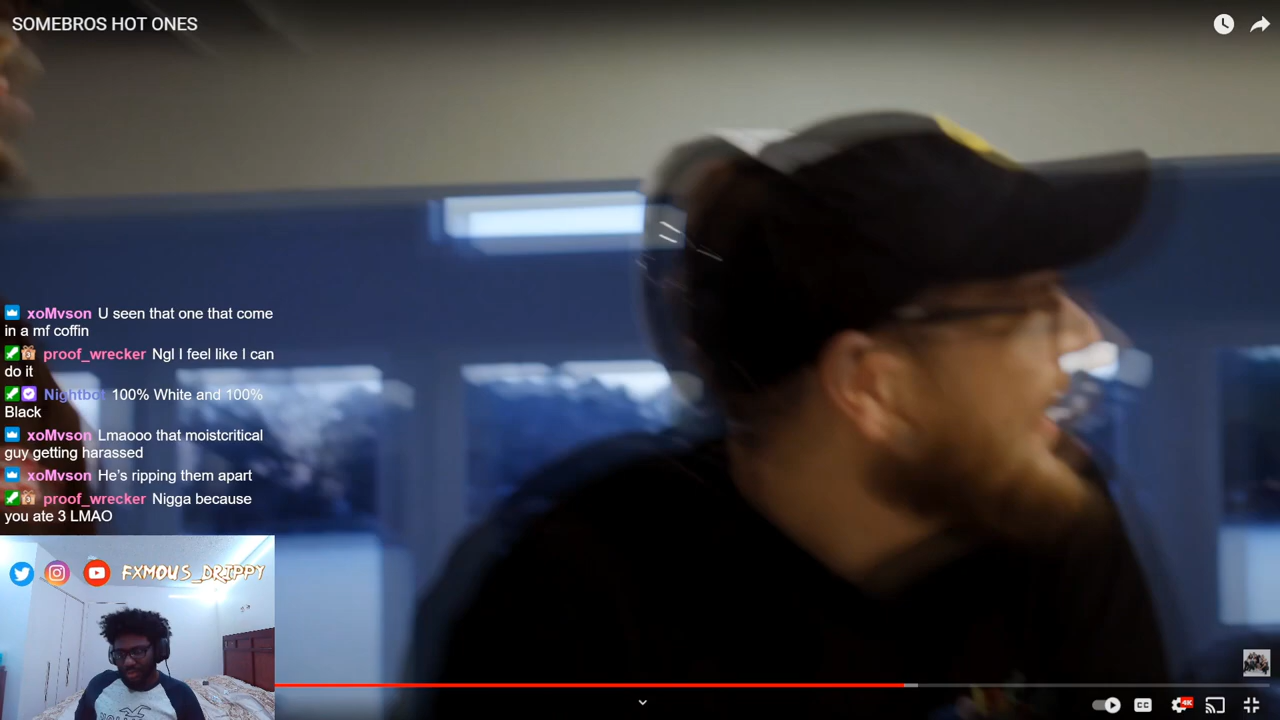 SOMEBROS HOT ONES
xoMvson U seen that one that come
in a mf coffin
proof_wrecker Ngl I feel like I can
do it
Nightbot 100% White and 100%
Black
xoMvson Lmaooo that moistcritical
guy getting harassed
xoMvson He's ripping them apart
proof_wrecker Nigga because
you ate 3 LMAO
FXMOUS_DRIPPY
CC
4K